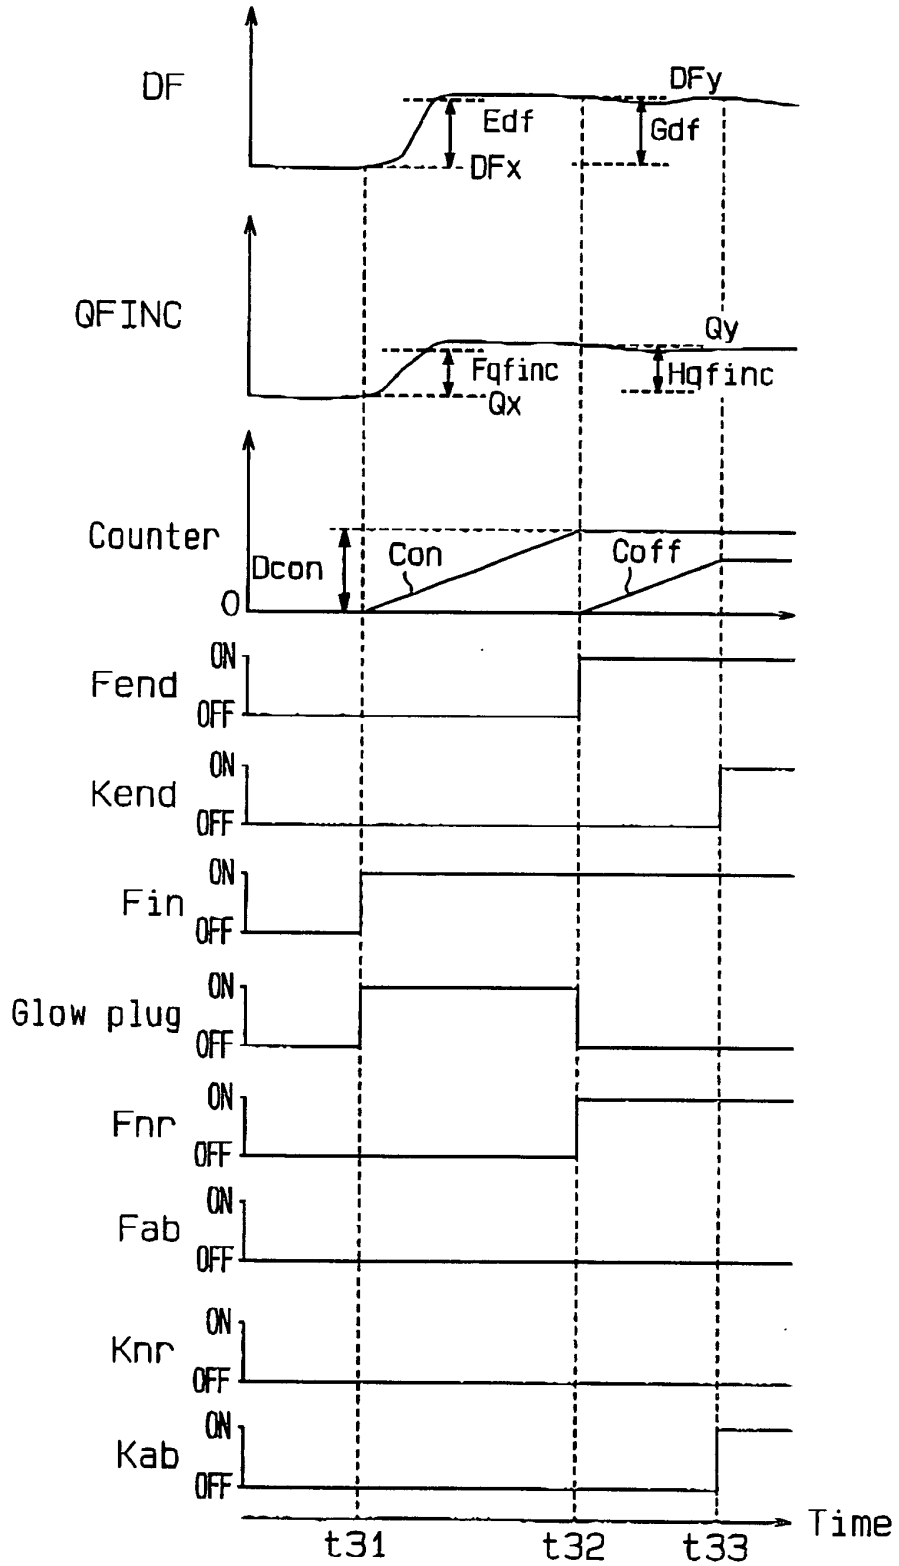 DF
DFy
Edf
Gdf
DFx
QFINC
Qy
Fqfinc
Hqfinc
Qx
Counter
Dcon
Con
Coff
0
Fend
ON
OFF
Kend
ON
OFF
Fin
ON
OFF
Glow plug
ON
OFF
Fnr
ON
OFF
Fab
ON
OFF
Knr
ON
OFF
Kab
ON
OFF
Time
t31
t32
t33